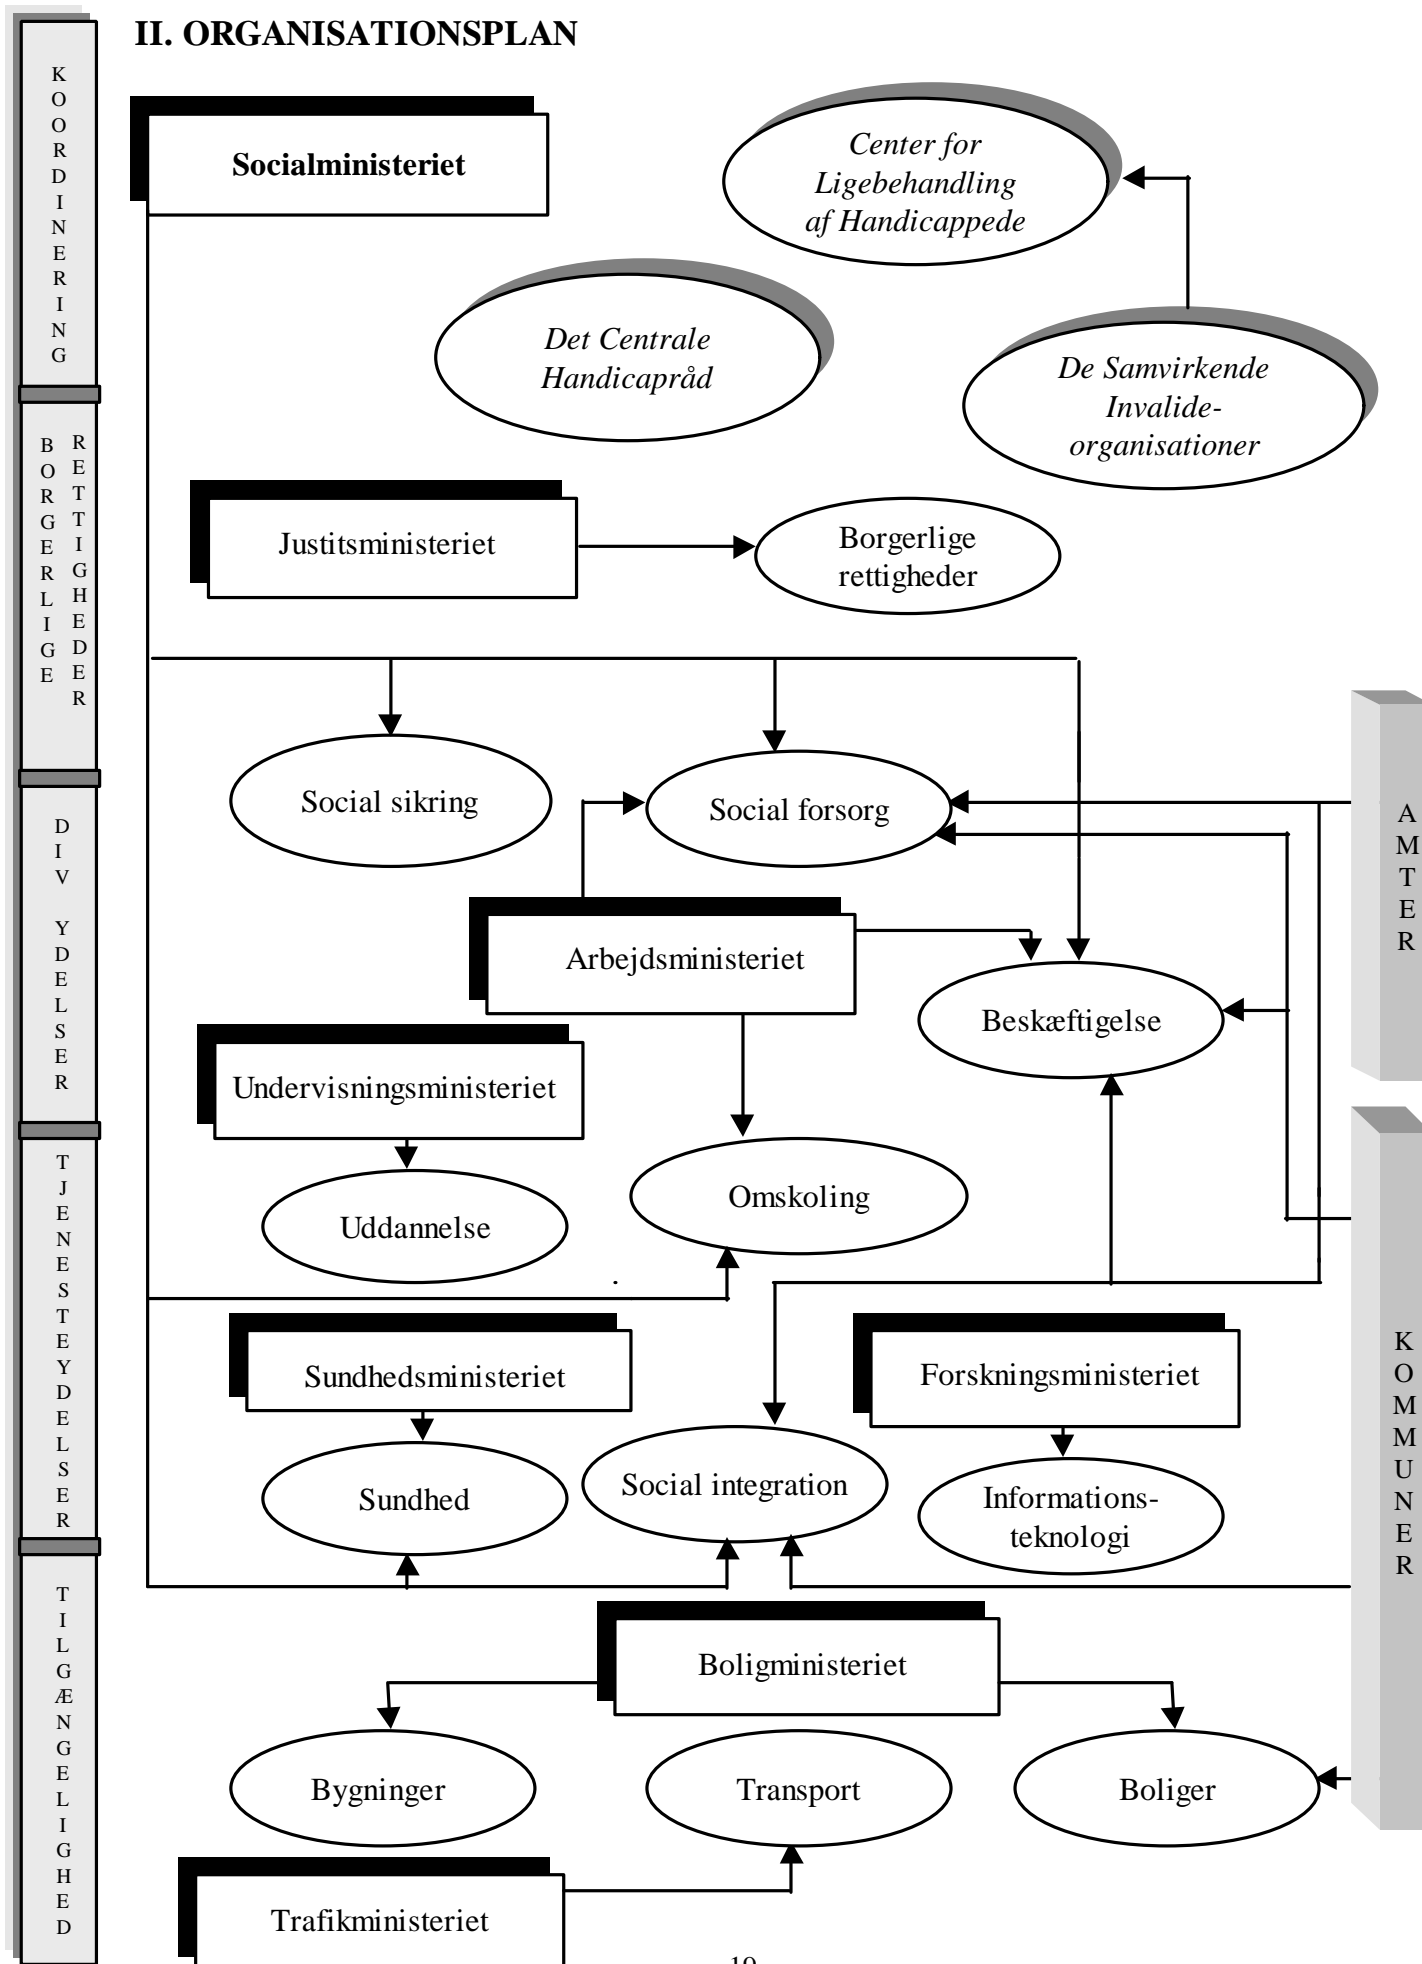 II. ORGANISATIONSPLAN
KOORDINERING
Socialministeriet
Center for
Ligebehandling
af Handicappede
Det Centrale
Handicapråd
De Samvirkende
Invalide-
organisationer
BORGERLIGE
RETTIGHEDER
Justitsministeriet
Borgerlige
rettigheder
DIV YDELSER
Social sikring
Social forsorg
AMTER
Arbejdsministeriet
Beskæftigelse
Undervisningsministeriet
TJENESTEYDELSER
Uddannelse
Omskoling
KOMMUNER
Sundhedsministeriet
Forskningsministeriet
Sundhed
Social integration
Informations-
teknologi
TILGÆNGELIGHED
Boligministeriet
Bygninger
Transport
Boliger
Trafikministeriet